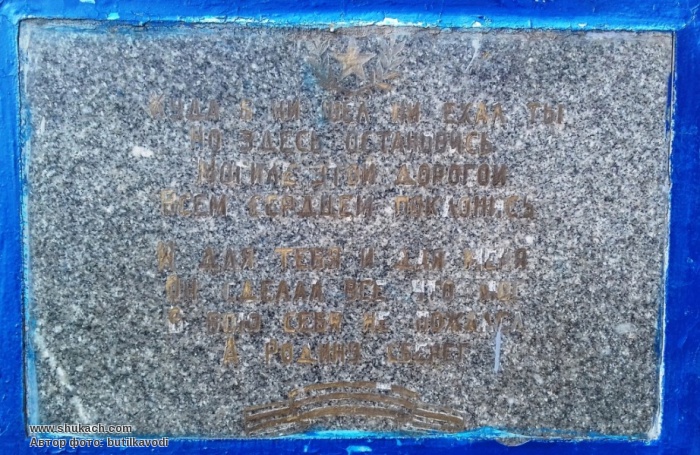 КУДА Б НИ ШЕЛ НИ ЕХАЛ ТЫ
НО ЗДЕСЬ ОСТАНОВИСЬ
МОГИЛЕ ЭТОЙ ДОРОГОЙ
ВСЕМ СЕРДЦЕМ ПОКЛОНИСЬ
И ДЛЯ ТЕБЯ И ДЛЯ МЕНЯ
ОН СДЕЛАЛ ВСЕ ЧТО МОГ
В БОЮ СЕБЯ НЕ ПОЖАЛЕЛ
А РОДИНУ СБЕРЕГ
www.shukach.com
Автор фото: butikavodi